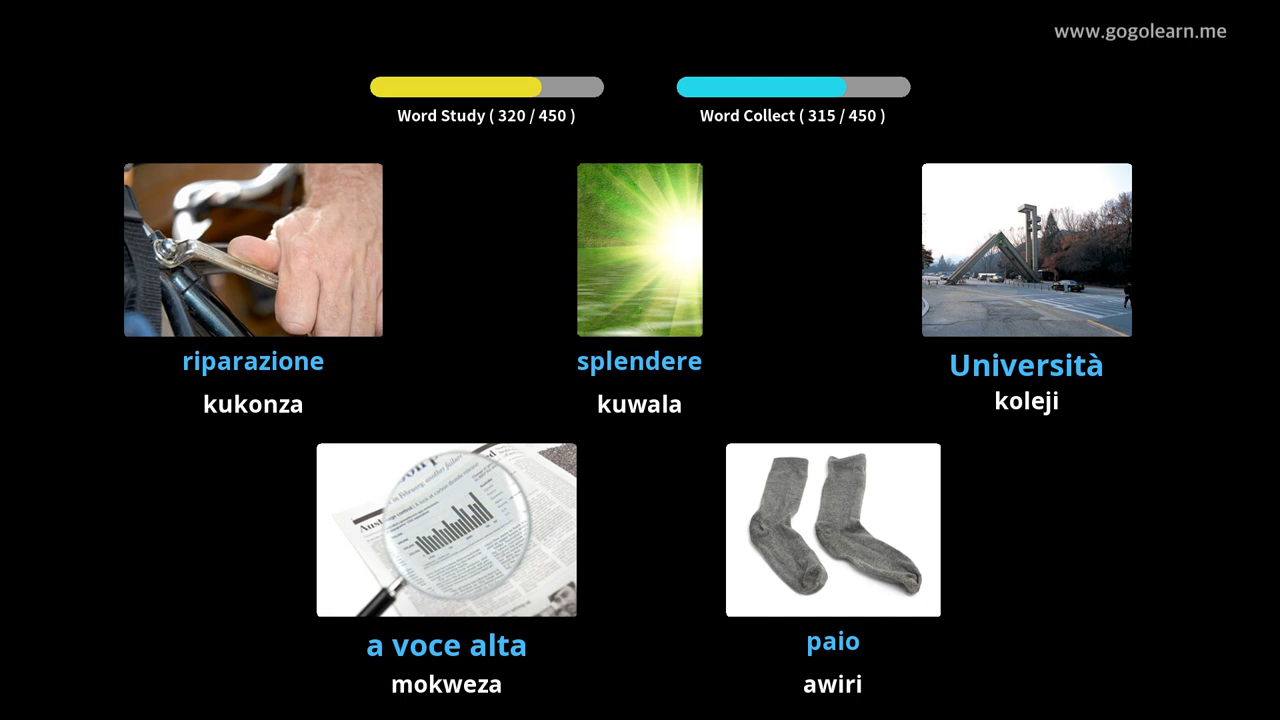 www.gogolearn.me
Word Study ( 320 / 450 )
Word Collect ( 315 / 450 )
riparazione
kukonza
splendere
kuwala
Università
koleji
a voce alta
mokweza
paio
awiri